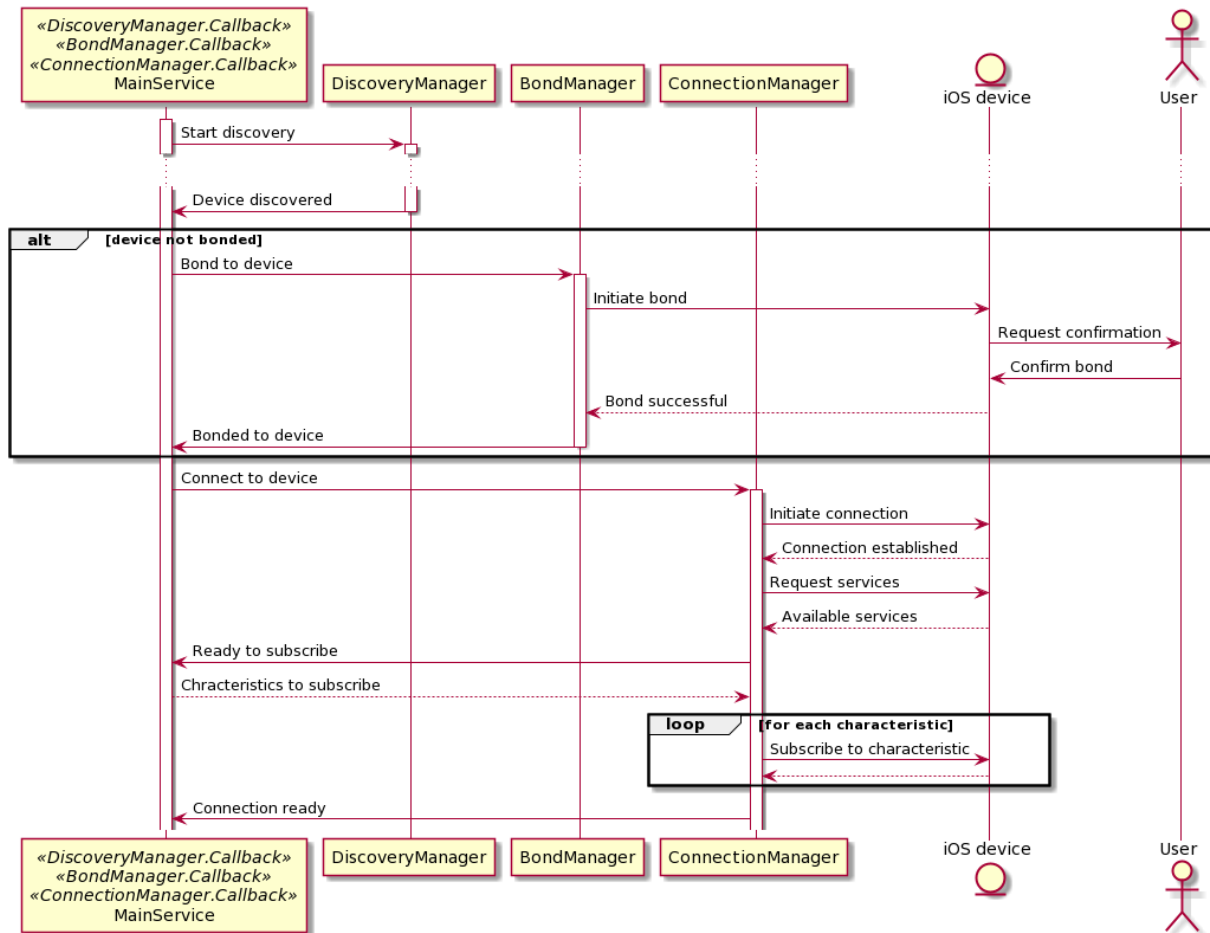 «DiscoveryManager.Callback»
«BondManager.Callback»
«ConnectionManager.Callback»
MainService
DiscoveryManager
BondManager
ConnectionManager
iOS device
User
Start discovery
Device discovered
alt
[device not bonded]
Bond to device
Initiate bond
Request confirmation
Confirm bond
Bond successful
Bonded to device
Connect to device
Initiate connection
Connection established
Request services
Available services
Ready to subscribe
Chracteristics to subscribe
loop
[for each characteristic]
Subscribe to characteristic
Connection ready
«DiscoveryManager.Callback»
«BondManager.Callback»
«ConnectionManager.Callback»
MainService
DiscoveryManager
BondManager
ConnectionManager
iOS device
User